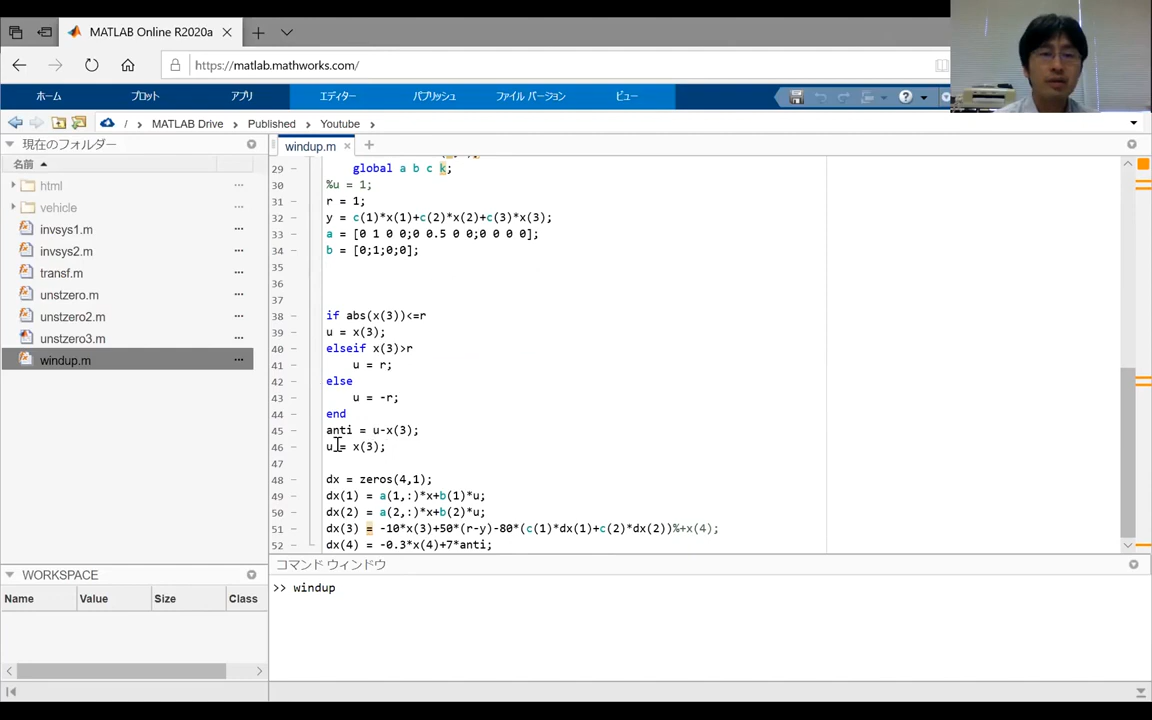 MATLAB Online R2020a
https://matlab.mathworks.com/
ホーム プロット アプリ エディター パブリッシュ ファイル バージョン ビュー
/ MATLAB Drive Published Youtube
現在のフォルダー
名前
html
vehicle
invsys1.m
invsys2.m
transf.m
unstzero.m
unstzero2.m
unstzero3.m
windup.m
windup.m
29 global a b c k;
30 %u = 1;
31 r = 1;
32 y = c(1)*x(1)+c(2)*x(2)+c(3)*x(3);
33 a = [0 1 0 0;0 0.5 0 0;0 0 0 0];
34 b = [0;1;0;0];
35
36
37
38 if abs(x(3))<=r
39 u = x(3);
40 elseif x(3)>r
41 u = r;
42 else
43 u = -r;
44 end
45 anti = u-x(3);
46 u = x(3);
47
48 dx = zeros(4,1);
49 dx(1) = a(1,:)*x+b(1)*u;
50 dx(2) = a(2,:)*x+b(2)*u;
51 dx(3) = -10*x(3)+50*(r-y)-80*(c(1)*dx(1)+c(2)*dx(2))%+x(4);
52 dx(4) = -0.3*x(4)+7*anti;
WORKSPACE
Name Value Size Class
コマンド ウィンドウ
>> windup